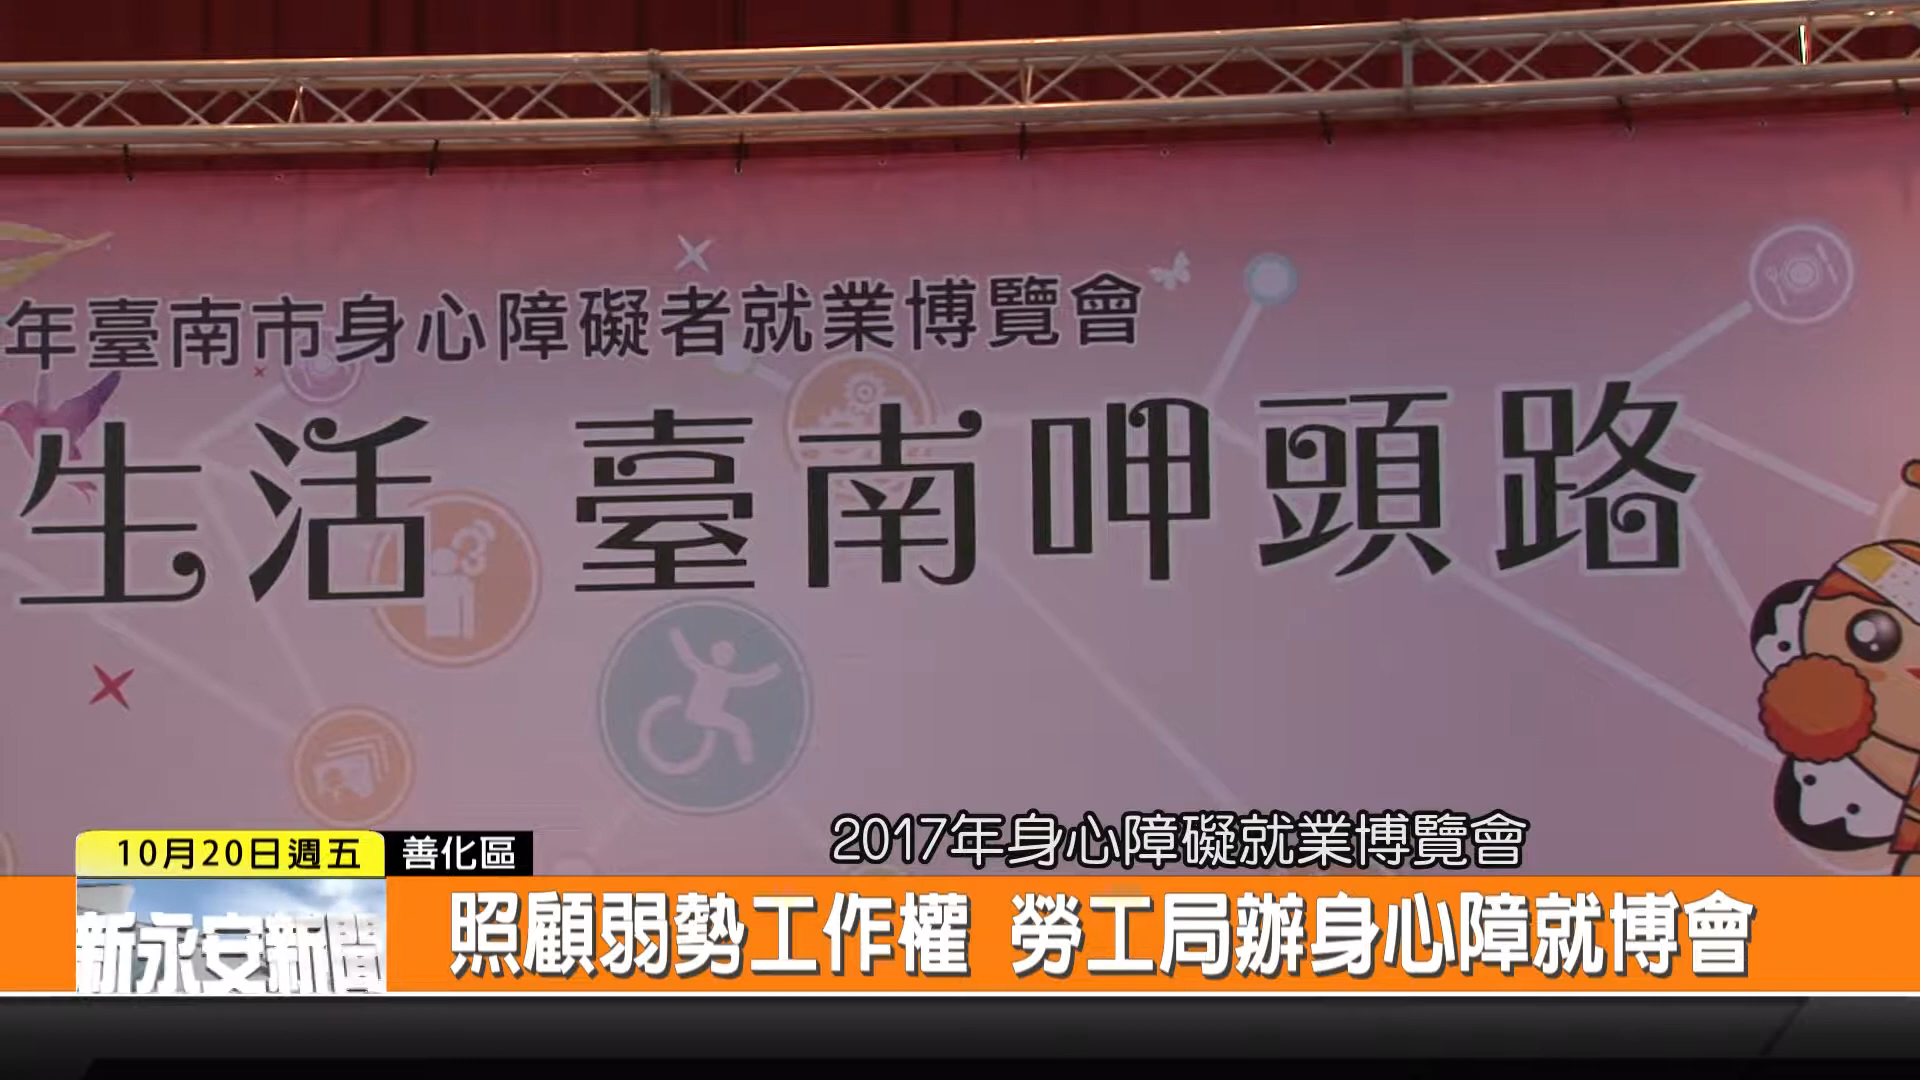 年臺南市身心障礙者就業博覽會
生活 臺南呷頭路
2017年身心障礙就業博覽會
10月20日週五 善化區
新永安新聞
照顧弱勢工作權 勞工局辦身心障就博會